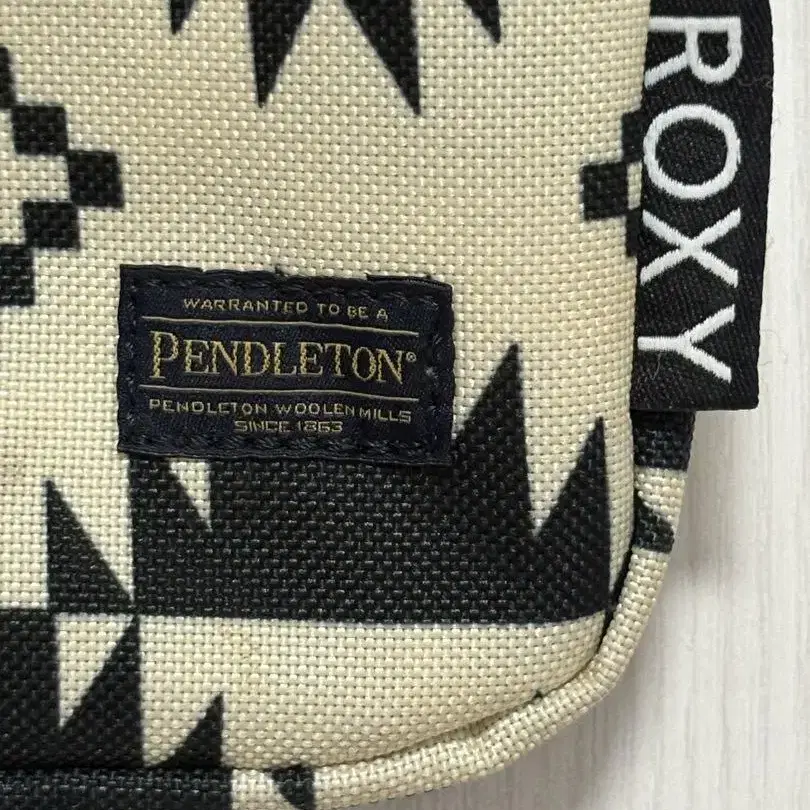 WARRANTED TO BE A
PENDLETON®
PENDLETON WOOLEN MILLS
SINCE 1863
ROXY